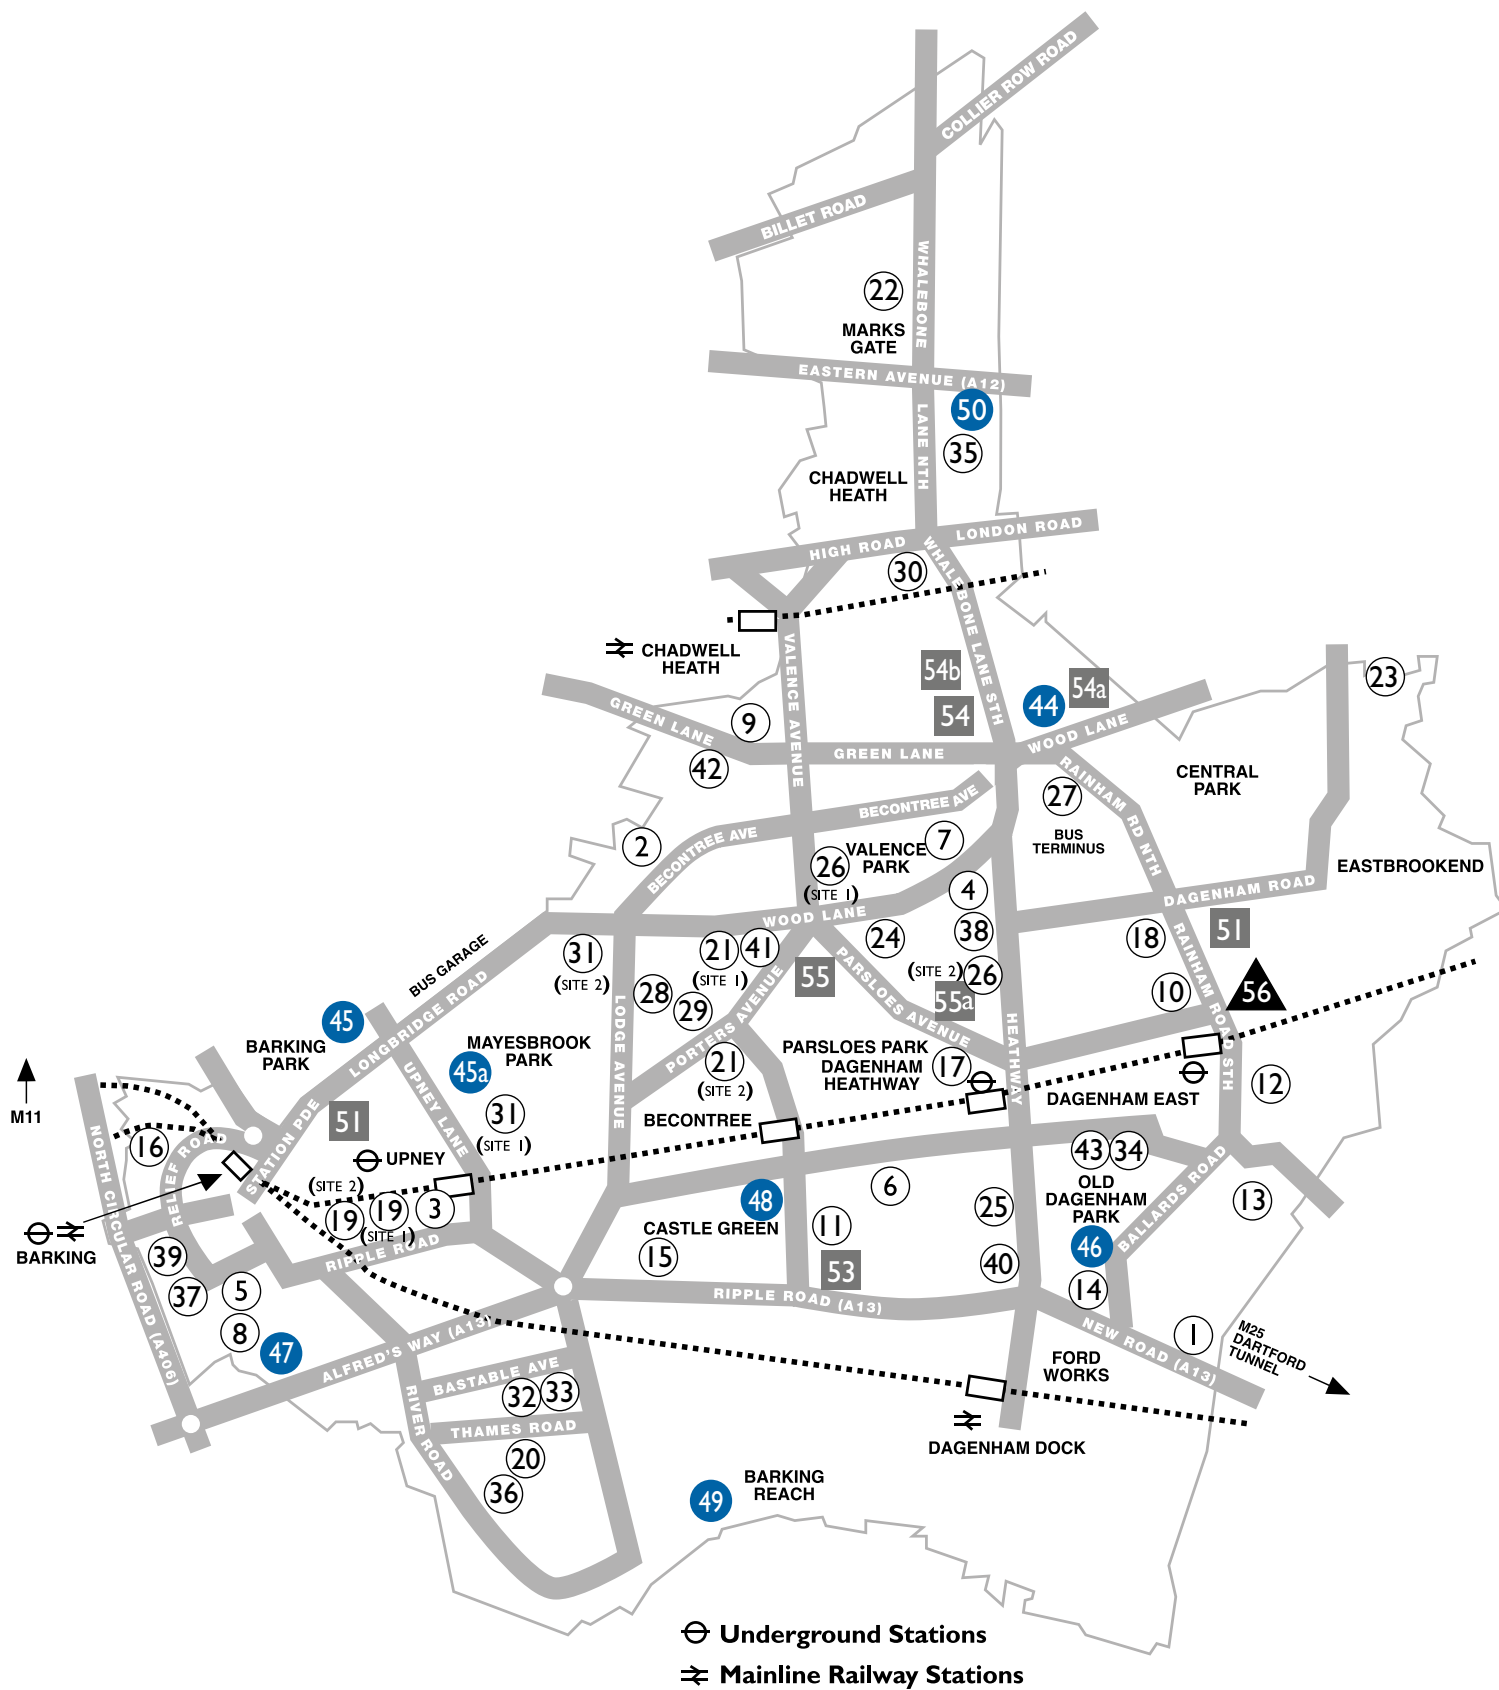 COLLIER ROW ROAD
BILLET ROAD
WHALEBONE
LANE NTH
22
MARKS
GATE
EASTERN AVENUE (A12)
50
35
CHADWELL
HEATH
HIGH ROAD
LONDON ROAD
30
WHALEBONE LANE STH
CHADWELL
HEATH
VALENCE AVENUE
54b
54
44
54a
23
GREEN LANE
9
42
GREEN LANE
WOOD LANE
RAINHAM RD NTH
CENTRAL
PARK
27
BUS
TERMINUS
BECONTREE AVE
BECONTREE AVE
2
7
VALENCE
PARK
26
(SITE 1)
4
EASTBROOKEND
DAGENHAM ROAD
WOOD LANE
38
24
18
51
RAINHAM ROAD STH
BUS GARAGE
LONGBRIDGE ROAD
31
(SITE 2)
21
(SITE 1)
41
28
29
55
PARSLOES AVENUE
(SITE 2)
26
55a
10
56
LODGE AVENUE
PORTERS AVENUE
HEATHWAY
45
BARKING
PARK
MAYESBROOK
PARK
45a
21
(SITE 2)
PARSLOES PARK
DAGENHAM
HEATHWAY
17
12
DAGENHAM EAST
M11
NORTH CIRCULAR ROAD (A406)
RELIEF ROAD
16
STATION PDE
51
UPNEY LANE
31
(SITE 1)
BECONTREE
UPNEY
(SITE 2)
19
19
(SITE 1)
3
48
6
43
34
OLD
DAGENHAM
PARK
BALLARDS ROAD
13
BARKING
39
37
5
8
47
RIPPLE ROAD
CASTLE GREEN
15
11
53
25
40
46
14
RIPPLE ROAD (A13)
NEW ROAD (A13)
1
M25
DARTFORD
TUNNEL
ALFRED'S WAY (A13)
BASTABLE AVE
32
33
THAMES ROAD
RIVER ROAD
20
36
FORD
WORKS
DAGENHAM DOCK
49
BARKING
REACH
Underground Stations
Mainline Railway Stations